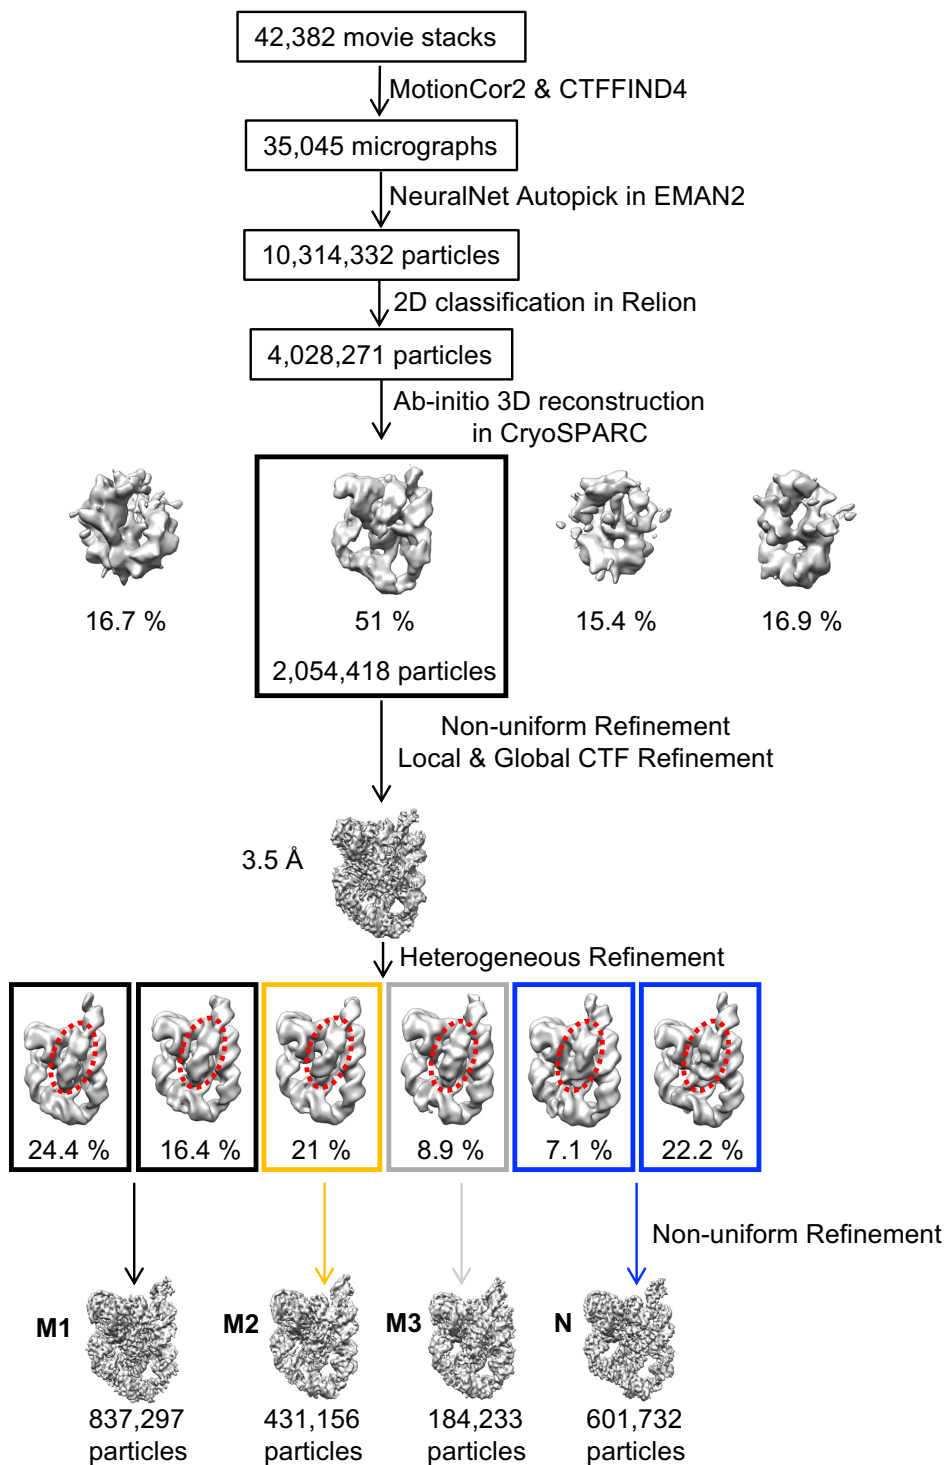 42,382 movie stacks
MotionCor2 & CTFFIND4
35,045 micrographs
NeuralNet Autopick in EMAN2
10,314,332 particles
2D classification in Relion
4,028,271 particles
Ab-initio 3D reconstruction
in CryoSPARC
16.7 %
51 %
15.4 %
16.9 %
2,054,418 particles
Non-uniform Refinement
Local & Global CTF Refinement
3.5 Å
Heterogeneous Refinement
24.4 %
16.4 %
21 %
8.9 %
7.1 %
22.2 %
Non-uniform Refinement
M1
M2
M3
N
837,297
particles
431,156
particles
184,233
particles
601,732
particles